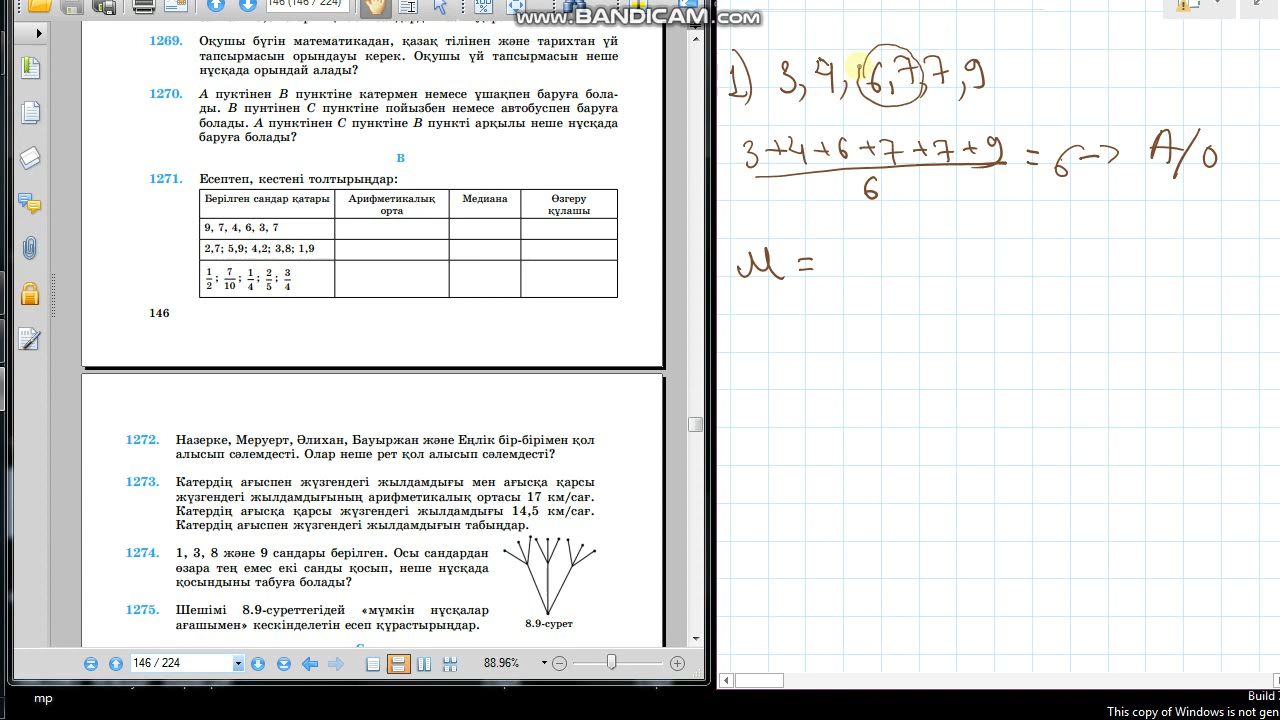 146 (146 / 224)
www.BANDICAM.com
1269. Оқушы бүгін математикадан, қазақ тілінен және тарихтан үй
тапсырмасын орындауы керек. Оқушы үй тапсырмасын неше
нұсқада орындай алады?
1270. А пуктінен В пунктіне катермен немесе ұшақпен баруға бола-
ды. В пунтінен С пунктіне пойызбен немесе автобуспен баруға
болады. А пунктінен С пунктіне В пункті арқылы неше нұсқада
баруға болады?
В
1271. Есептеп, кестені толтырыңдар:
Берілген сандар қатары Арифметикалық орта Медиана Өзгеру құлашы
9, 7, 4, 6, 3, 7
2,7; 5,9; 4,2; 3,8; 1,9
1/2; 7/10; 1/4; 2/5; 3/4
146
1272. Назерке, Меруерт, Әлихан, Бауыржан және Еңлік бір-бірімен қол
алысып сәлемдесті. Олар неше рет қол алысып сәлемдесті?
1273. Катердің ағыспен жүзгендегі жылдамдығы мен ағысқа қарсы
жүзгендегі жылдамдығының арифметикалық ортасы 17 км/сағ.
Катердің ағысқа қарсы жүзгендегі жылдамдығы 14,5 км/сағ.
Катердің ағыспен жүзгендегі жылдамдығын табыңдар.
1274. 1, 3, 8 және 9 сандары берілген. Осы сандардан
өзара тең емес екі санды қосып, неше нұсқада
қосындыны табуға болады?
1275. Шешімі 8.9-суреттегідей «мүмкін нұсқалар
ағашымен» кескінделетін есеп құрастырыңдар.
8.9-сурет
146 / 224
88.96%
mp
1) 3, 4, 6, 7, 7, 9
3+4+6+7+7+9
6
= 6 -> А/О
M =
Build 7
This copy of Windows is not gen